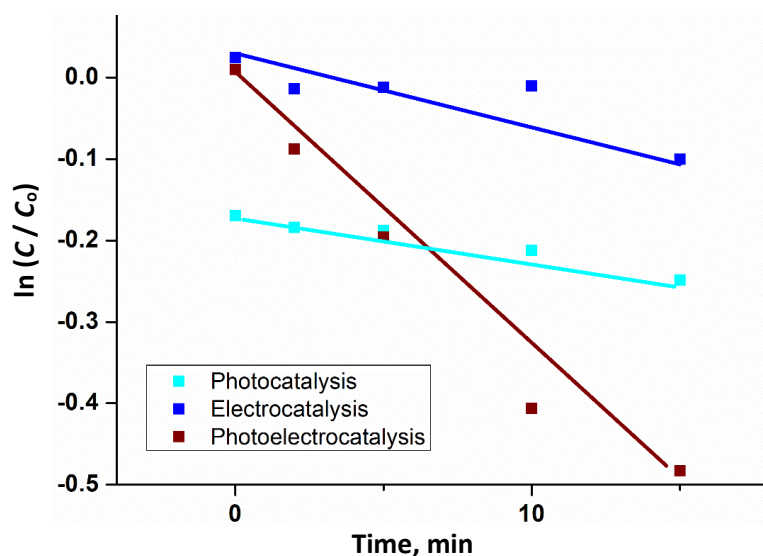 0.0
-0.1
-0.2
-0.3
-0.4
-0.5
ln (C / Co)
Photocatalysis
Electrocatalysis
Photoelectrocatalysis
0
10
Time, min